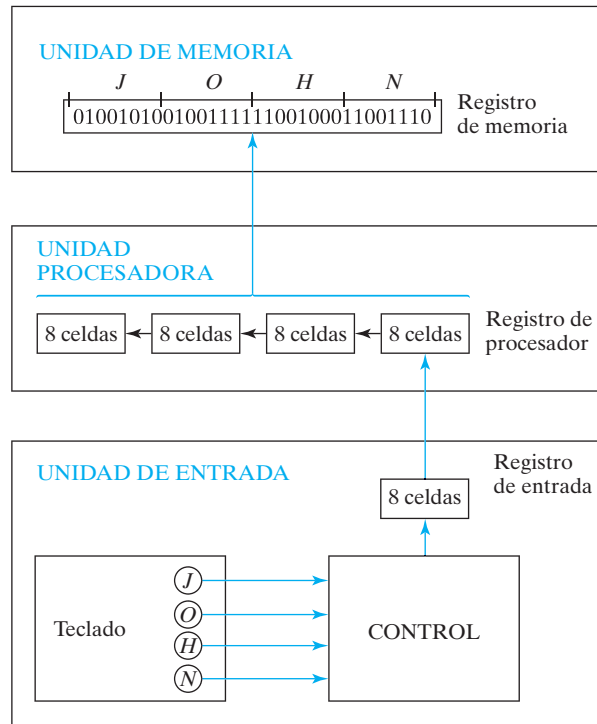 UNIDAD DE MEMORIA
J O H N
01001010010011111100100011001110
Registro
de memoria
UNIDAD
PROCESADORA
8 celdas 8 celdas 8 celdas 8 celdas
Registro de
procesador
UNIDAD DE ENTRADA
Registro
de entrada
8 celdas
Teclado
J
O
H
N
CONTROL